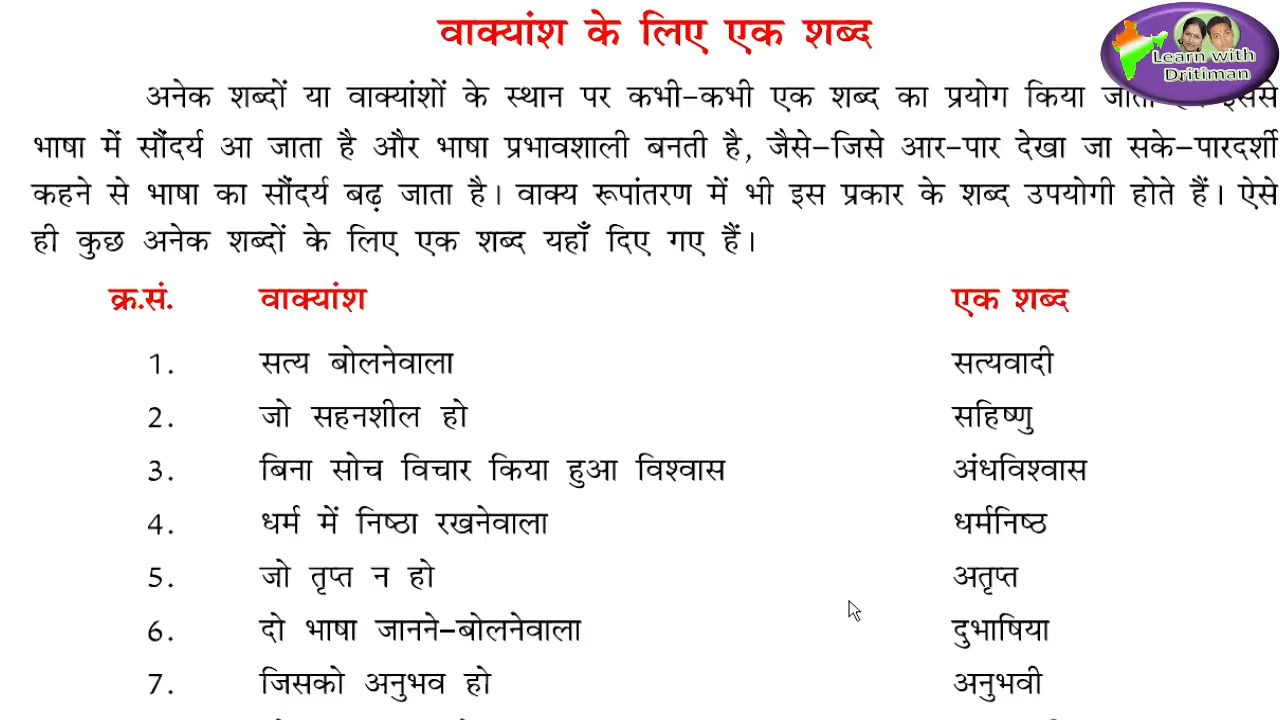 वाक्यांश के लिए एक शब्द
Learn with
Dritiman
अनेक शब्दों या वाक्यांशों के स्थान पर कभी-कभी एक शब्द का प्रयोग किया जाता इससे
भाषा में सौंदर्य आ जाता है और भाषा प्रभावशाली बनती है, जैसे-जिसे आर-पार देखा जा सके-पारदर्शी
कहने से भाषा का सौंदर्य बढ़ जाता है। वाक्य रूपांतरण में भी इस प्रकार के शब्द उपयोगी होते हैं। ऐसे
ही कुछ अनेक शब्दों के लिए एक शब्द यहाँ दिए गए हैं।
क्र.सं. वाक्यांश एक शब्द
1. सत्य बोलनेवाला सत्यवादी
2. जो सहनशील हो सहिष्णु
3. बिना सोच विचार किया हुआ विश्वास अंधविश्वास
4. धर्म में निष्ठा रखनेवाला धर्मनिष्ठ
5. जो तृप्त न हो अतृप्त
6. दो भाषा जानने-बोलनेवाला दुभाषिया
7. जिसको अनुभव हो अनुभवी